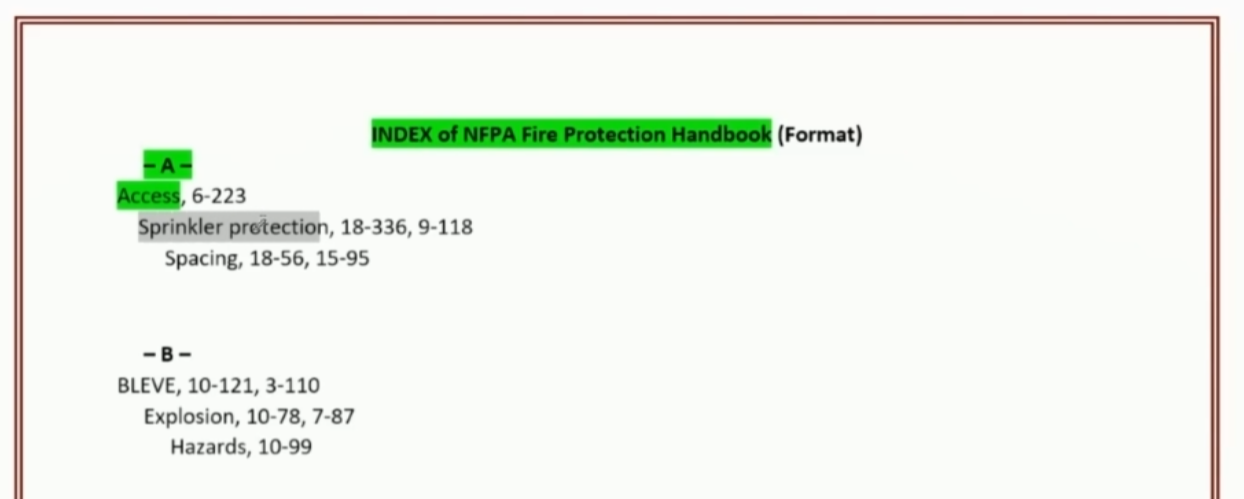 INDEX of NFPA Fire Protection Handbook (Format)
– A –
Access, 6-223
Sprinkler protection, 18-336, 9-118
Spacing, 18-56, 15-95
– B –
BLEVE, 10-121, 3-110
Explosion, 10-78, 7-87
Hazards, 10-99